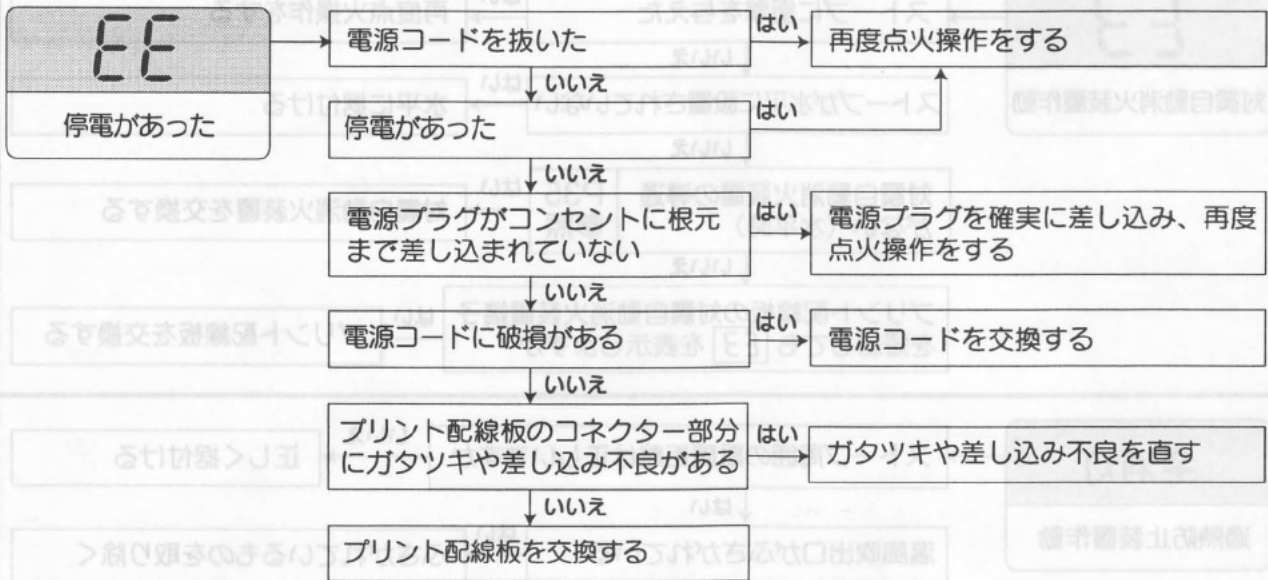 EE
停電があった
電源コードを抜いた
はい
再度点火操作をする
いいえ
停電があった
はい
いいえ
電源プラグがコンセントに根元
まで差し込まれていない
はい
電源プラグを確実に差し込み、再度
点火操作をする
いいえ
電源コードに破損がある
はい
電源コードを交換する
いいえ
プリント配線板のコネクター部分
にガタツキや差し込み不良がある
はい
ガタツキや差し込み不良を直す
いいえ
プリント配線板を交換する